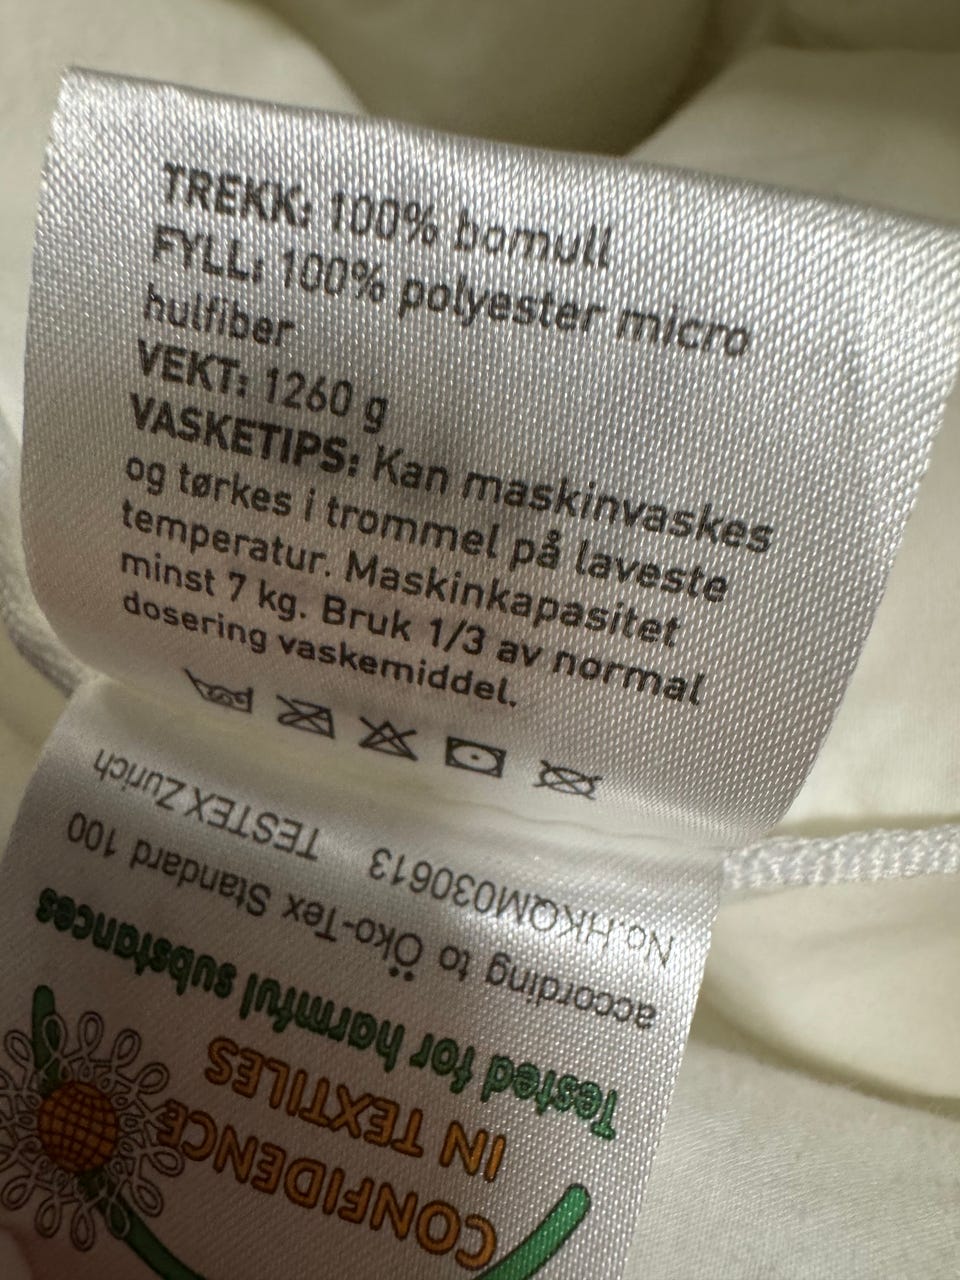 TREKK: 100% bomull
FYLL: 100% polyester micro
hulfiber
VEKT: 1260 g
VASKETIPS: Kan maskinvaskes
og tørkes i trommel på laveste
temperatur. Maskinkapasitet
minst 7 kg. Bruk 1/3 av normal
dosering vaskemiddel.
CONFIDENCE
IN TEXTILES
Tested for harmful substances
according to Öko-Tex Standard 100
No.HKQM030613 TESTEX Zurich